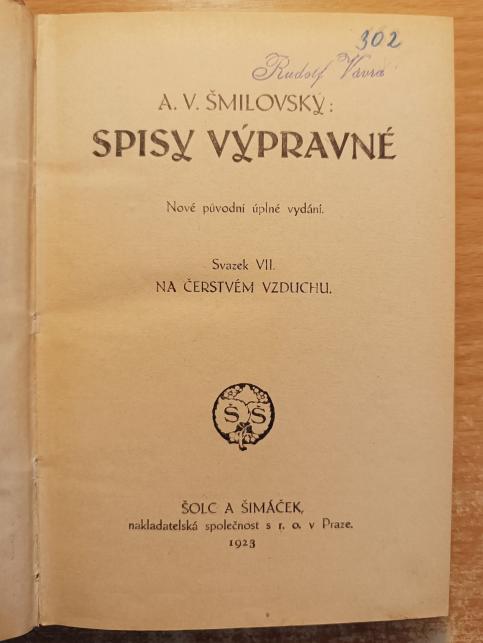 302
Rudolf Vávra
A. V. ŠMILOVSKÝ:
SPISY VÝPRAVNÉ
Nové původní úplné vydání.
Svazek VII.
NA ČERSTVÉM VZDUCHU.
Š Š
ŠOLC A ŠIMÁČEK,
nakladatelská společnost s r. o. v Praze.
1923